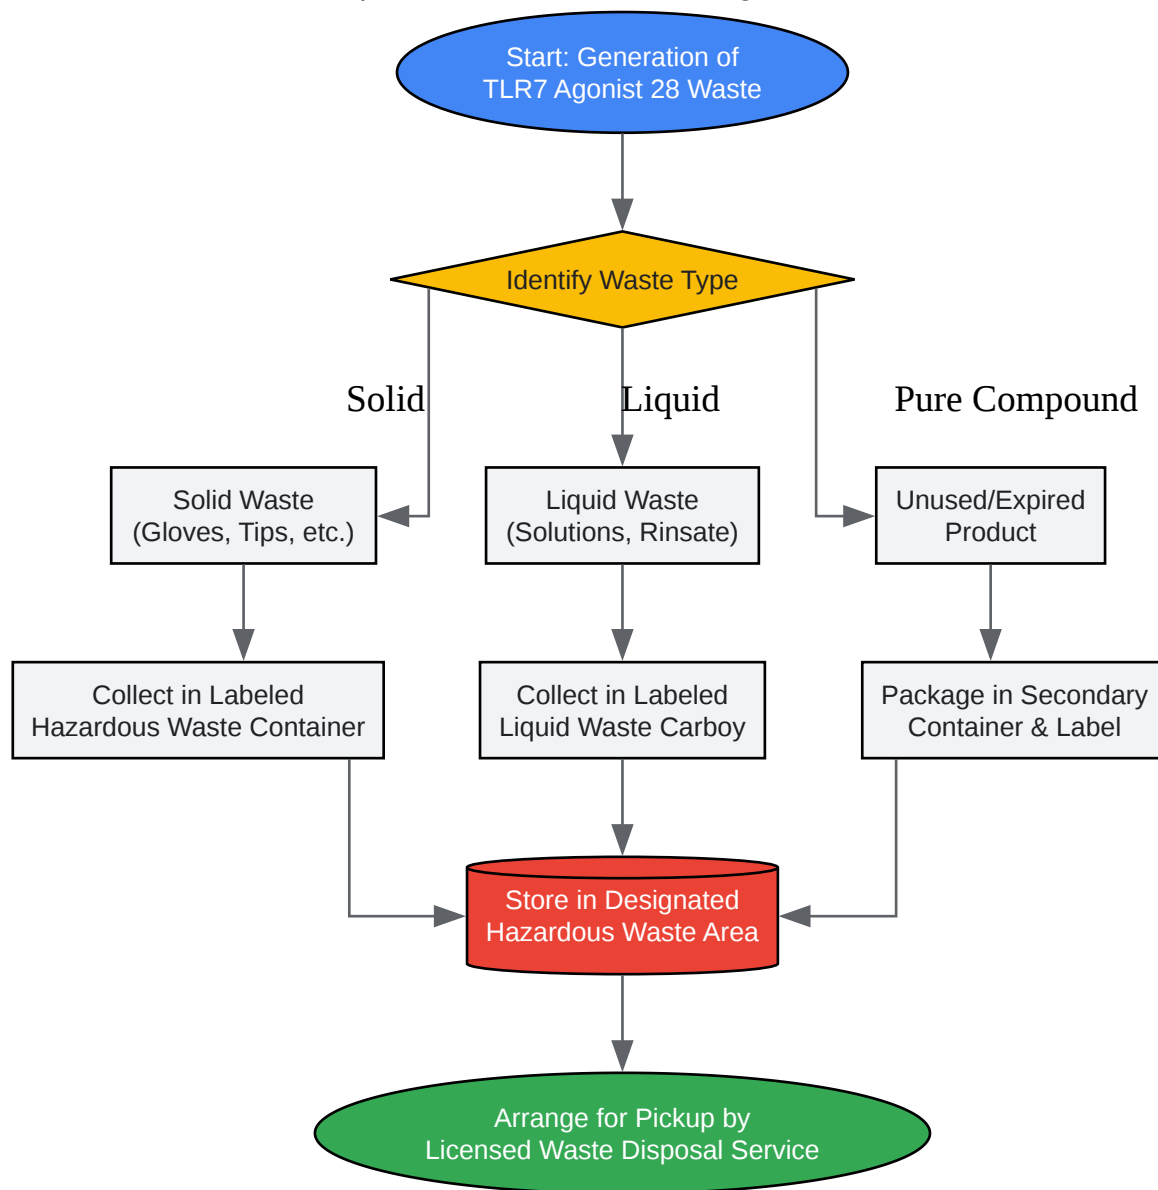 Start: Generation of
TLR7 Agonist 28 Waste
Identify Waste Type
Solid
Liquid
Pure Compound
Solid Waste
(Gloves, Tips, etc.)
Liquid Waste
(Solutions, Rinsate)
Unused/Expired
Product
Collect in Labeled
Hazardous Waste Container
Collect in Labeled
Liquid Waste Carboy
Package in Secondary
Container & Label
Store in Designated
Hazardous Waste Area
Arrange for Pickup by
Licensed Waste Disposal Service